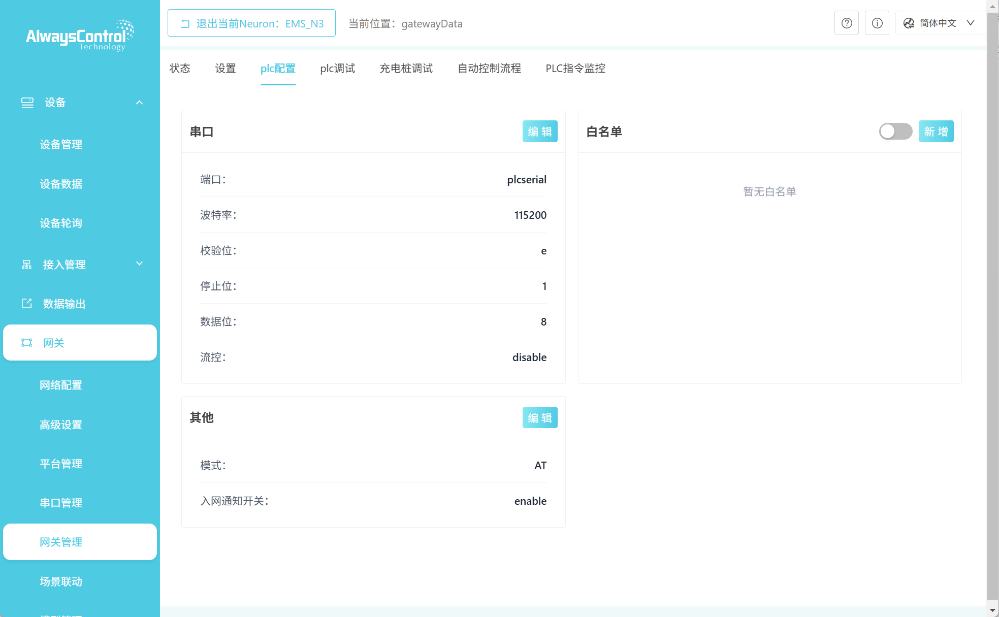 AlwaysControl
Technology
退出当前Neuron：EMS_N3
当前位置：gatewayData
简体中文
设备
设备管理
设备数据
设备轮询
接入管理
数据输出
网关
网络配置
高级设置
平台管理
串口管理
网关管理
场景联动
状态
设置
plc配置
plc调试
充电桩调试
自动控制流程
PLC指令监控
串口
编 辑
端口：
plcserial
波特率：
115200
校验位：
e
停止位：
1
数据位：
8
流控：
disable
白名单
新 增
暂无白名单
其他
编 辑
模式：
AT
入网通知开关：
enable